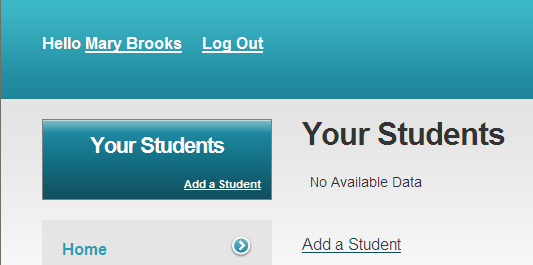 Hello Mary Brooks Log Out
Your Students
Add a Student
Home
Your Students
No Available Data
Add a Student